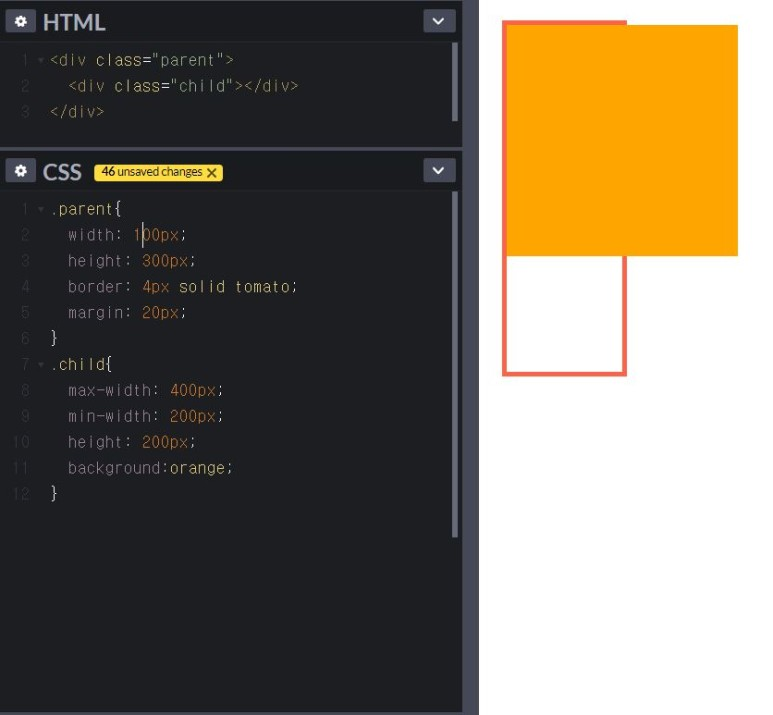 HTML
1 <div class="parent">
2 <div class="child"></div>
3 </div>
CSS 46 unsaved changes ×
1 .parent{
2 width: 100px;
3 height: 300px;
4 border: 4px solid tomato;
5 margin: 20px;
6 }
7 .child{
8 max-width: 400px;
9 min-width: 200px;
10 height: 200px;
11 background:orange;
12 }